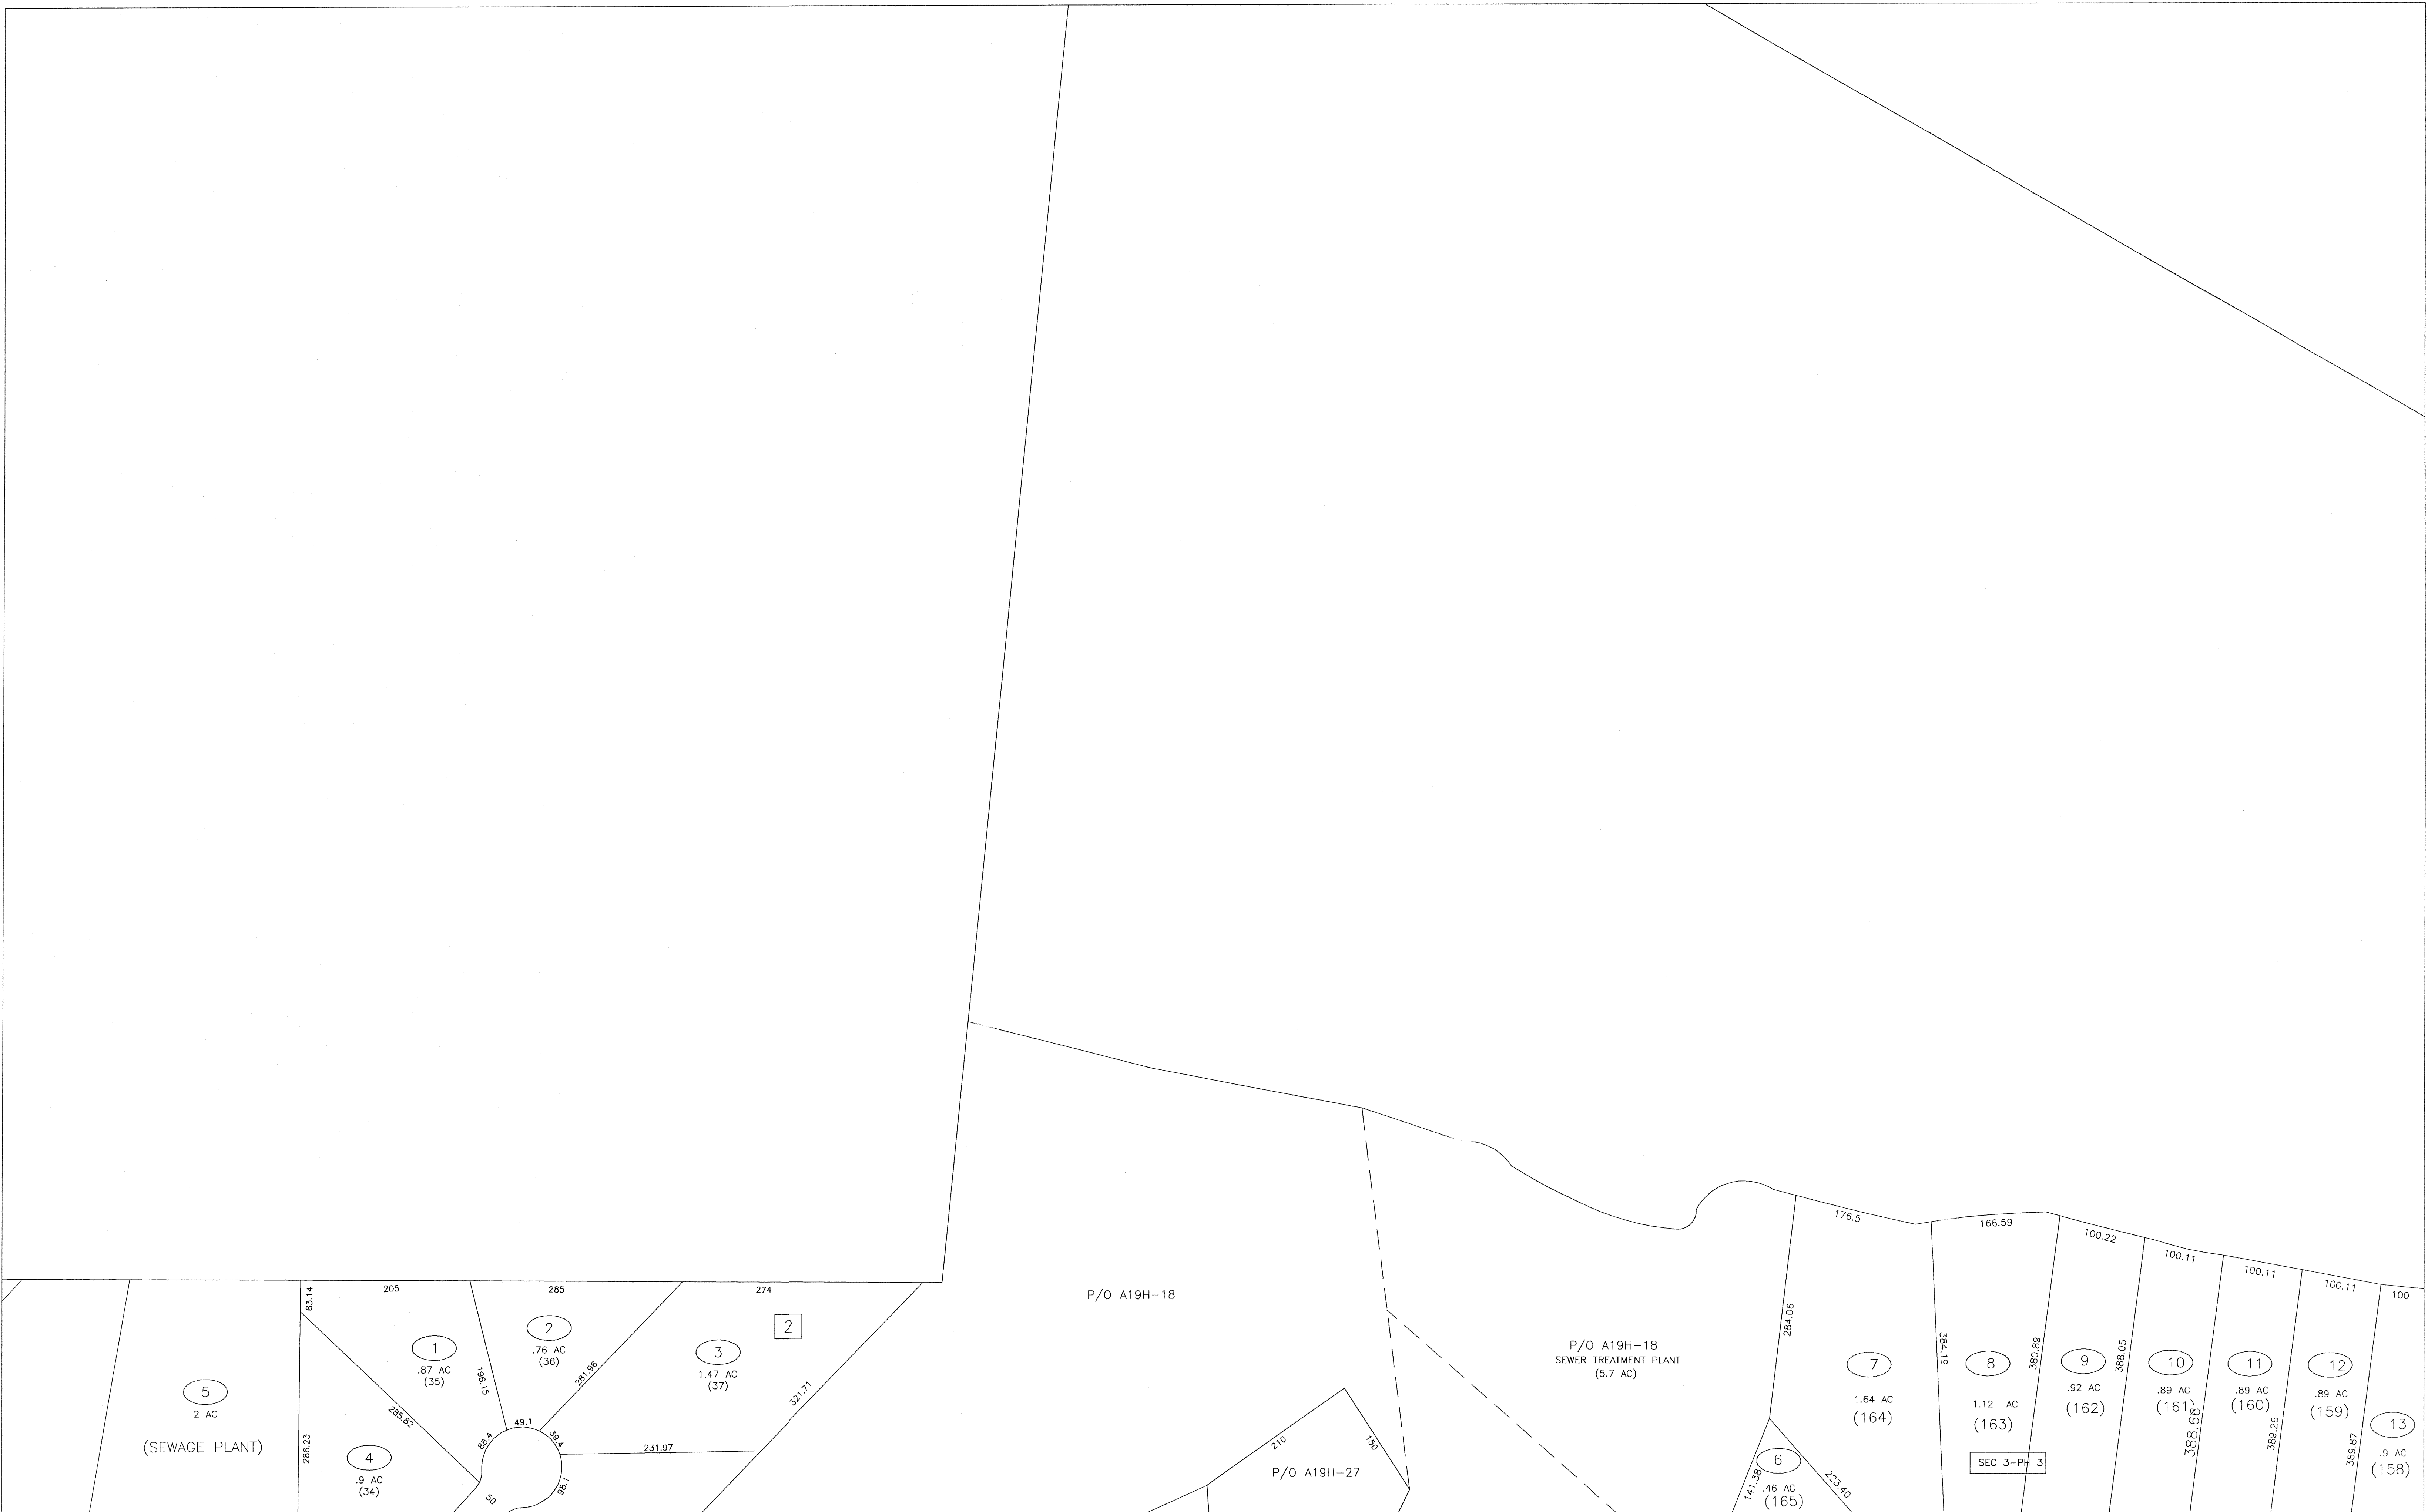 176.5
166.59
100.22
100.11
100.11
100.11
100
83.14
205
285
274
2
P/O A19H-18
284.06
P/O A19H-18
SEWER TREATMENT PLANT
(5.7 AC)
1
.87 AC
(35)
196.15
2
.76 AC
(36)
281.96
3
1.47 AC
(37)
321.71
5
2 AC
(SEWAGE PLANT)
286.23
285.82
4
.9 AC
(34)
88.4
49.1
39.4
231.97
98.1
50
210
150
P/O A19H-27
141.38
6
.46 AC
(165)
223.40
7
1.64 AC
(164)
384.19
8
1.12 AC
(163)
SEC 3-PH 3
380.89
9
.92 AC
(162)
388.05
10
.89 AC
(161)
388.66
11
.89 AC
(160)
389.26
12
.89 AC
(159)
389.87
13
.9 AC
(158)